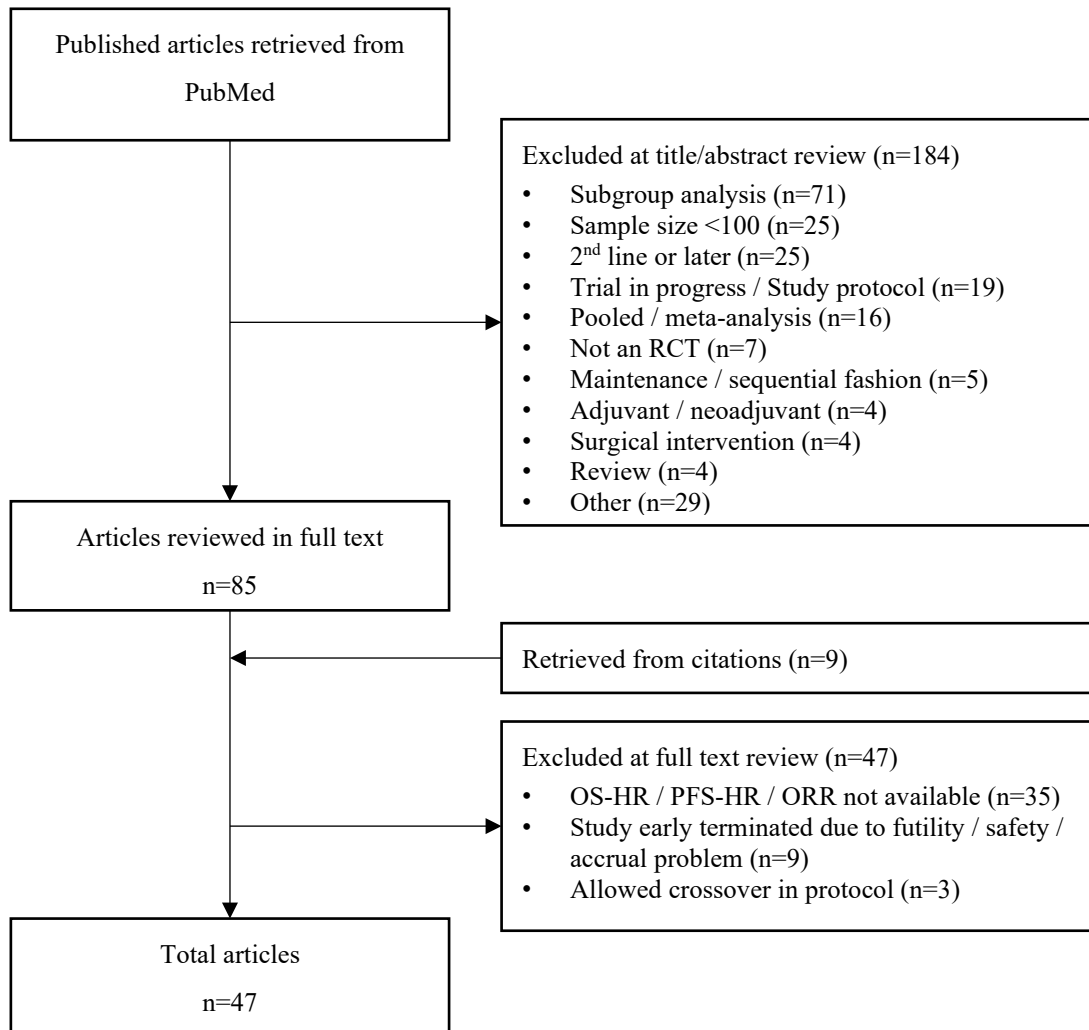 Published articles retrieved from
PubMed
Excluded at title/abstract review (n=184)
• Subgroup analysis (n=71)
• Sample size <100 (n=25)
• 2nd line or later (n=25)
• Trial in progress / Study protocol (n=19)
• Pooled / meta-analysis (n=16)
• Not an RCT (n=7)
• Maintenance / sequential fashion (n=5)
• Adjuvant / neoadjuvant (n=4)
• Surgical intervention (n=4)
• Review (n=4)
• Other (n=29)
Articles reviewed in full text
n=85
Retrieved from citations (n=9)
Excluded at full text review (n=47)
• OS-HR / PFS-HR / ORR not available (n=35)
• Study early terminated due to futility / safety /
accrual problem (n=9)
• Allowed crossover in protocol (n=3)
Total articles
n=47